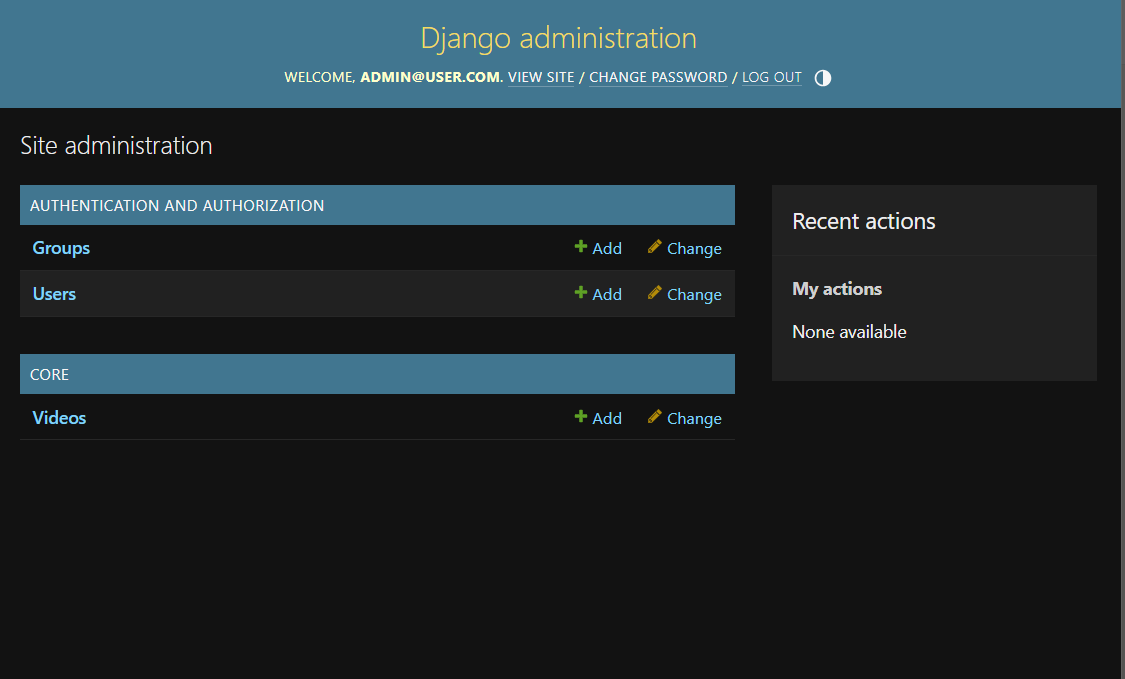 Django administration
WELCOME, ADMIN@USER.COM. VIEW SITE / CHANGE PASSWORD / LOG OUT
Site administration
AUTHENTICATION AND AUTHORIZATION
Groups Add Change
Users Add Change
CORE
Videos Add Change
Recent actions
My actions
None available